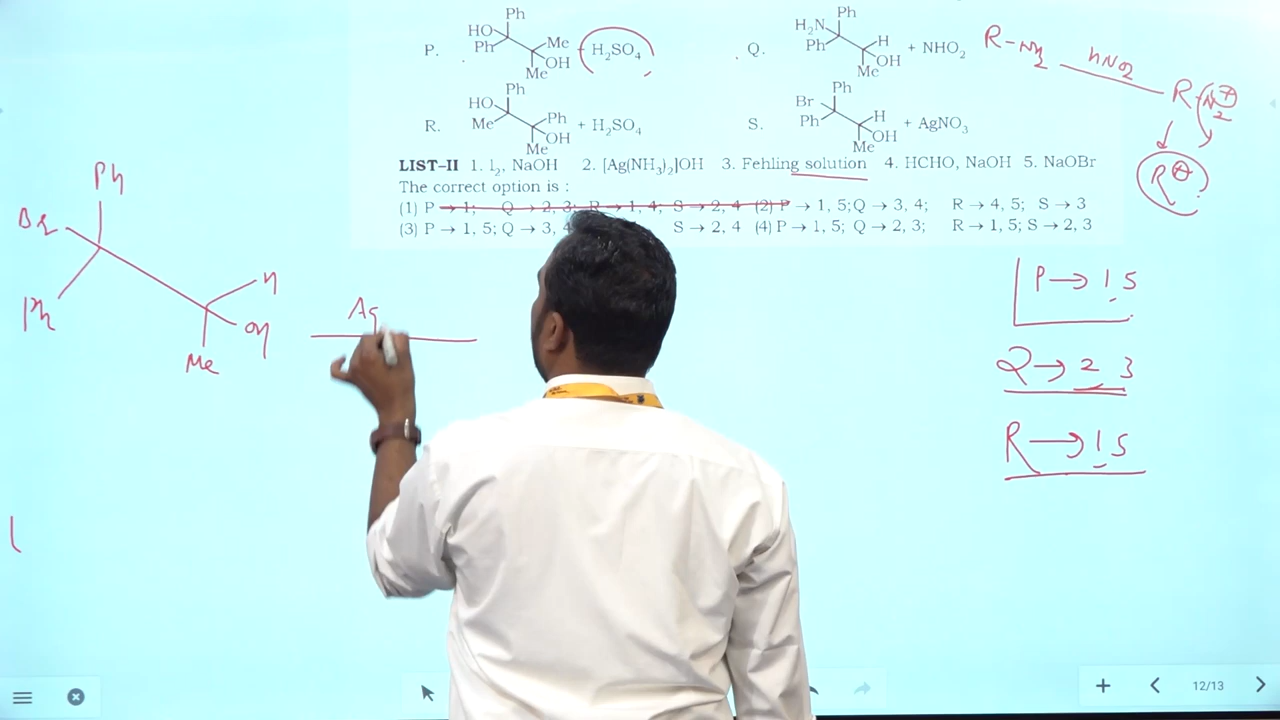 P. HO Ph Ph Me OH Me + H₂SO₄
Q. H₂N Ph Ph H OH Me + NHO₂
R. HO Ph Me Ph OH Me + H₂SO₄
S. Br Ph Ph H OH Me + AgNO₃
LIST–II 1. I₂, NaOH 2. [Ag(NH₃)₂]OH 3. Fehling solution 4. HCHO, NaOH 5. NaOBr
The correct option is :
(1) P → 1; Q → 2, 3; R → 1, 4; S → 2, 4 (2) P → 1, 5; Q → 3, 4; R → 4, 5; S → 3
(3) P → 1, 5; Q → 3, 4 S → 2, 4 (4) P → 1, 5; Q → 2, 3; R → 1, 5; S → 2, 3
R-NH₂ HNO₂ R-N₂⊕
R⊕
Ph
Br
Ph
H
OH
Me
Ag
P → 1 5
Q → 2 3
R → 1 5
12/13